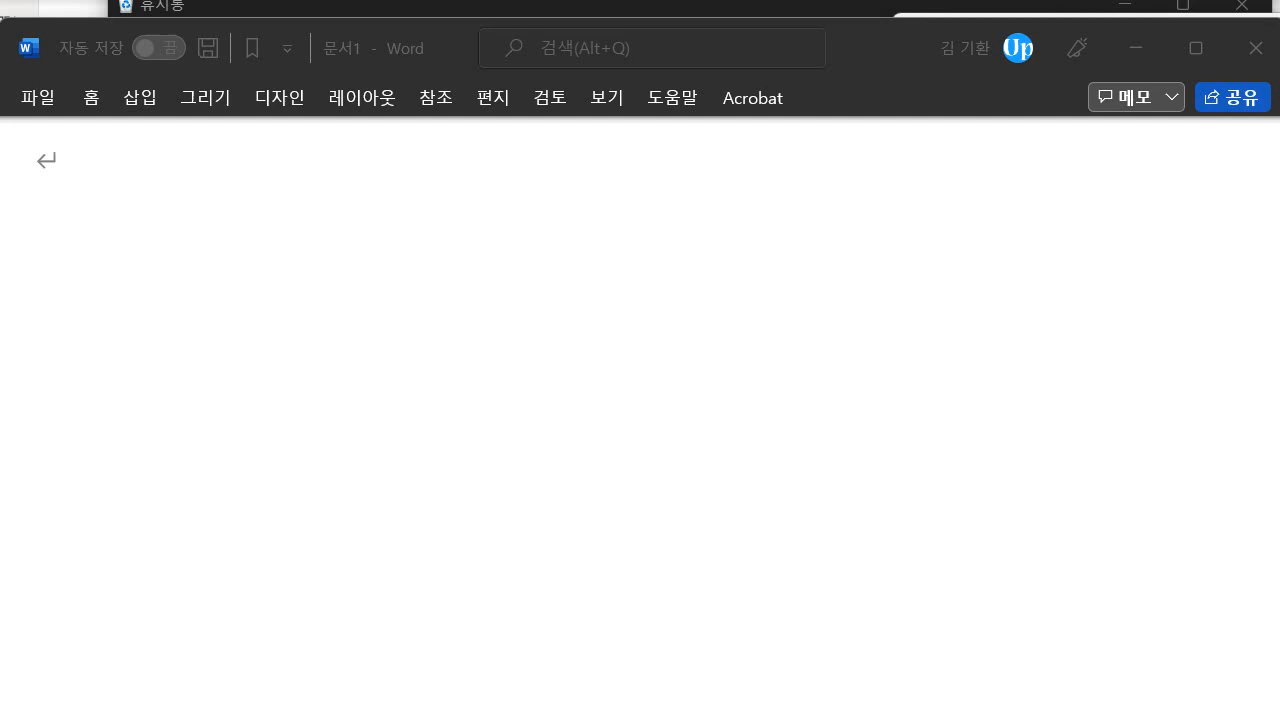 휴지통
자동 저장 끔 문서1 - Word 검색(Alt+Q) 김 기환 Up
파일 홈 삽입 그리기 디자인 레이아웃 참조 편지 검토 보기 도움말 Acrobat 메모 공유